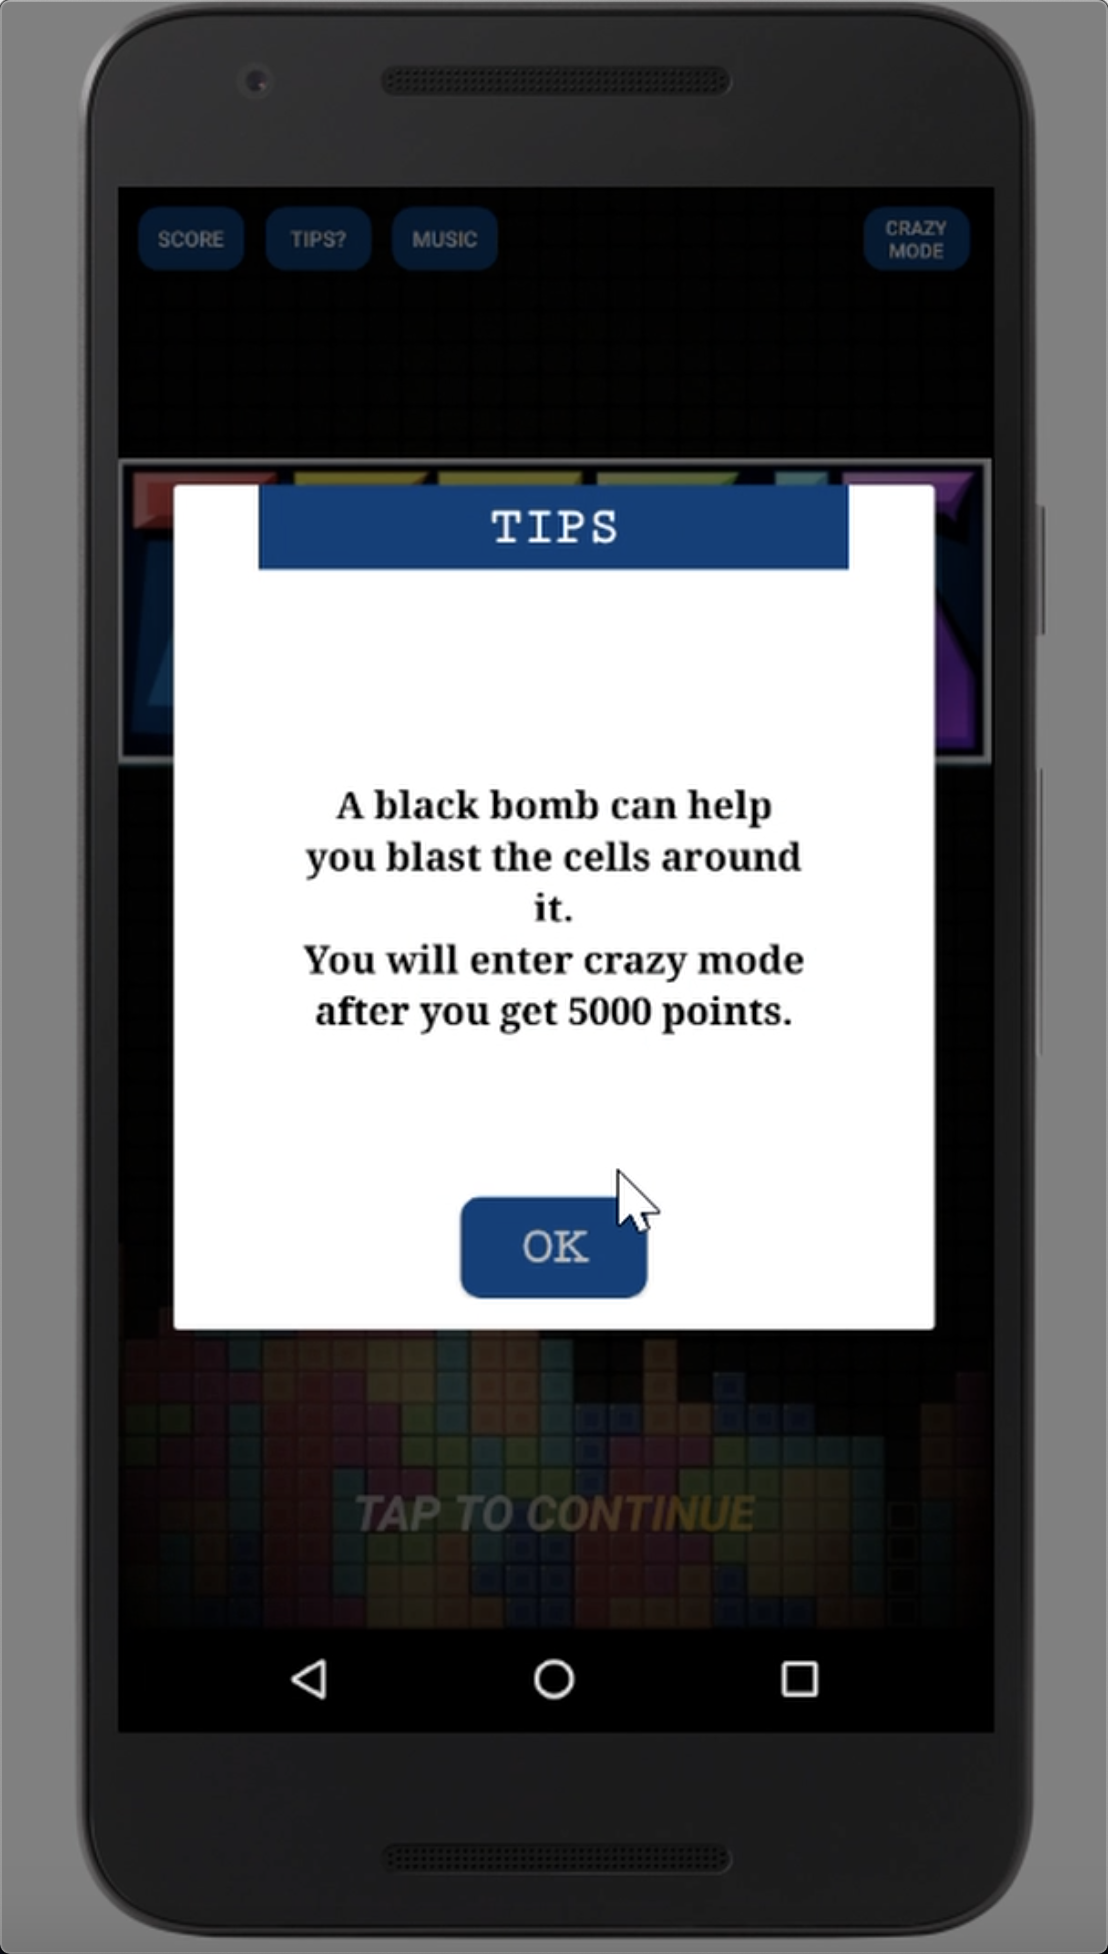 SCORE
TIPS?
MUSIC
CRAZY
MODE
TIPS
A black bomb can help
you blast the cells around
it.
You will enter crazy mode
after you get 5000 points.
OK
TAP TO CONTINUE